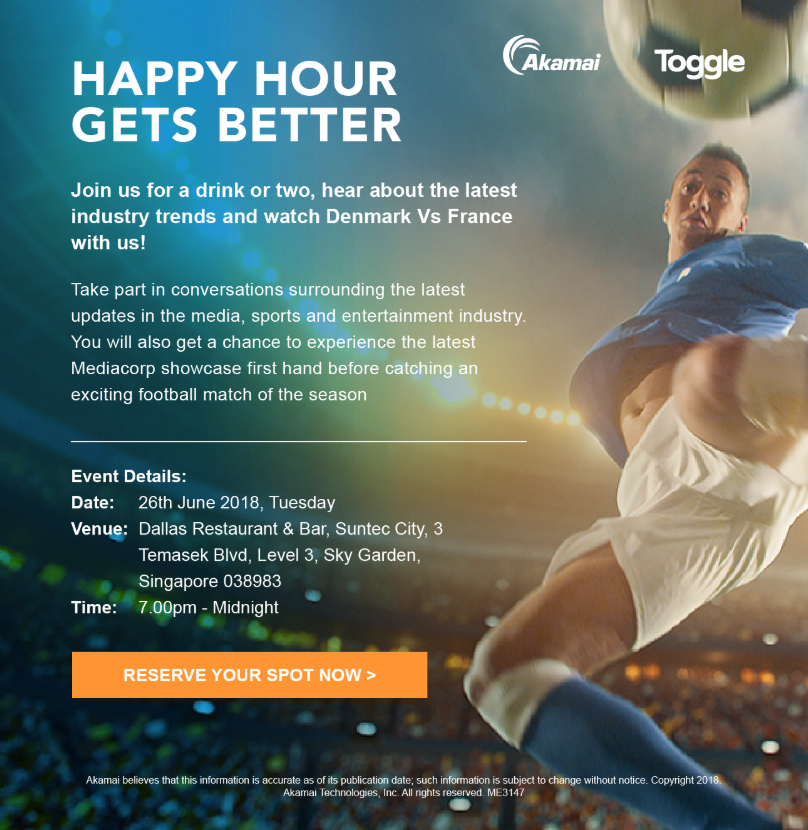 Akamai
Toggle
HAPPY HOUR
GETS BETTER
Join us for a drink or two, hear about the latest
industry trends and watch Denmark Vs France
with us!
Take part in conversations surrounding the latest
updates in the media, sports and entertainment industry.
You will also get a chance to experience the latest
Mediacorp showcase first hand before catching an
exciting football match of the season
Event Details:
Date: 26th June 2018, Tuesday
Venue: Dallas Restaurant & Bar, Suntec City, 3
Temasek Blvd, Level 3, Sky Garden,
Singapore 038983
Time: 7.00pm - Midnight
RESERVE YOUR SPOT NOW >
Akamai believes that this information is accurate as of its publication date; such information is subject to change without notice. Copyright 2018.
Akamai Technologies, Inc. All rights reserved. ME3147